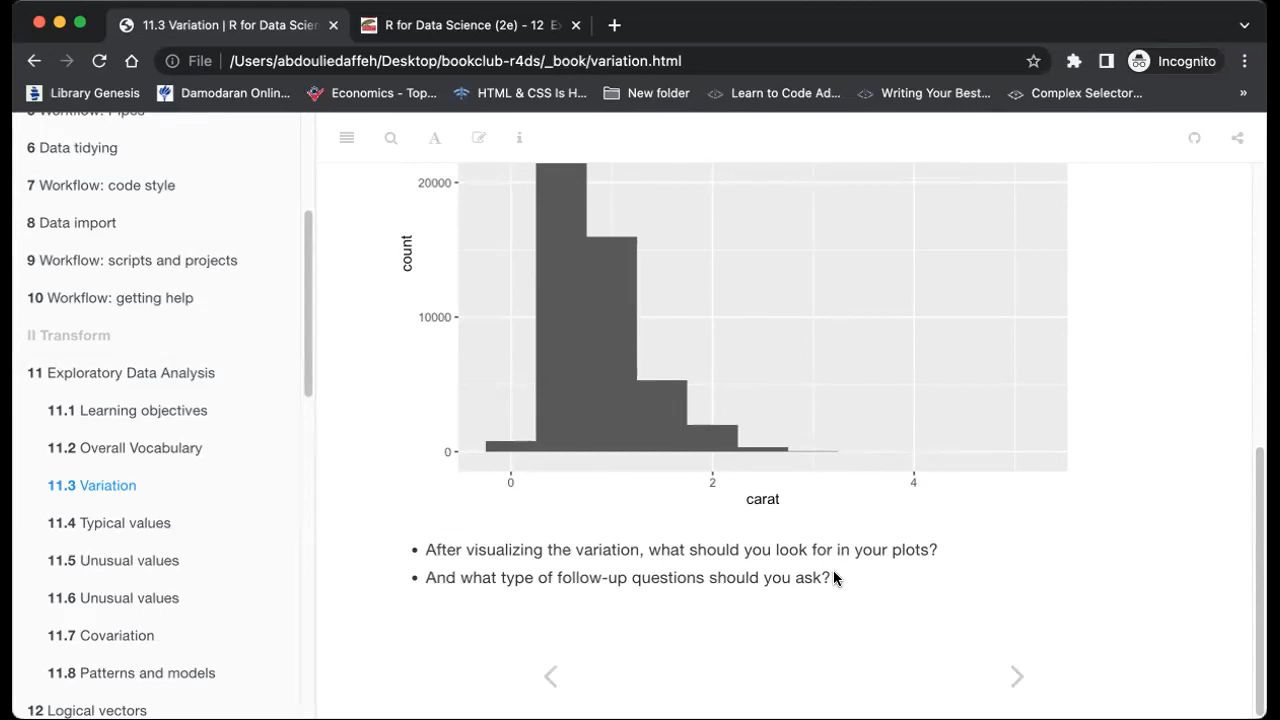 11.3 Variation | R for Data Scien
R for Data Science (2e) - 12 Ex
File /Users/abdouliedaffeh/Desktop/bookclub-r4ds/_book/variation.html
Incognito
Library Genesis
Damodaran Onlin...
Economics - Top...
HTML & CSS Is H...
New folder
Learn to Code Ad...
Writing Your Best...
Complex Selector...
»
6 Data tidying
7 Workflow: code style
8 Data import
9 Workflow: scripts and projects
10 Workflow: getting help
II Transform
11 Exploratory Data Analysis
11.1 Learning objectives
11.2 Overall Vocabulary
11.3 Variation
11.4 Typical values
11.5 Unusual values
11.6 Unusual values
11.7 Covariation
11.8 Patterns and models
12 Logical vectors
A
i
20000
10000
0
count
0 2 4
carat
• After visualizing the variation, what should you look for in your plots?
• And what type of follow-up questions should you ask?